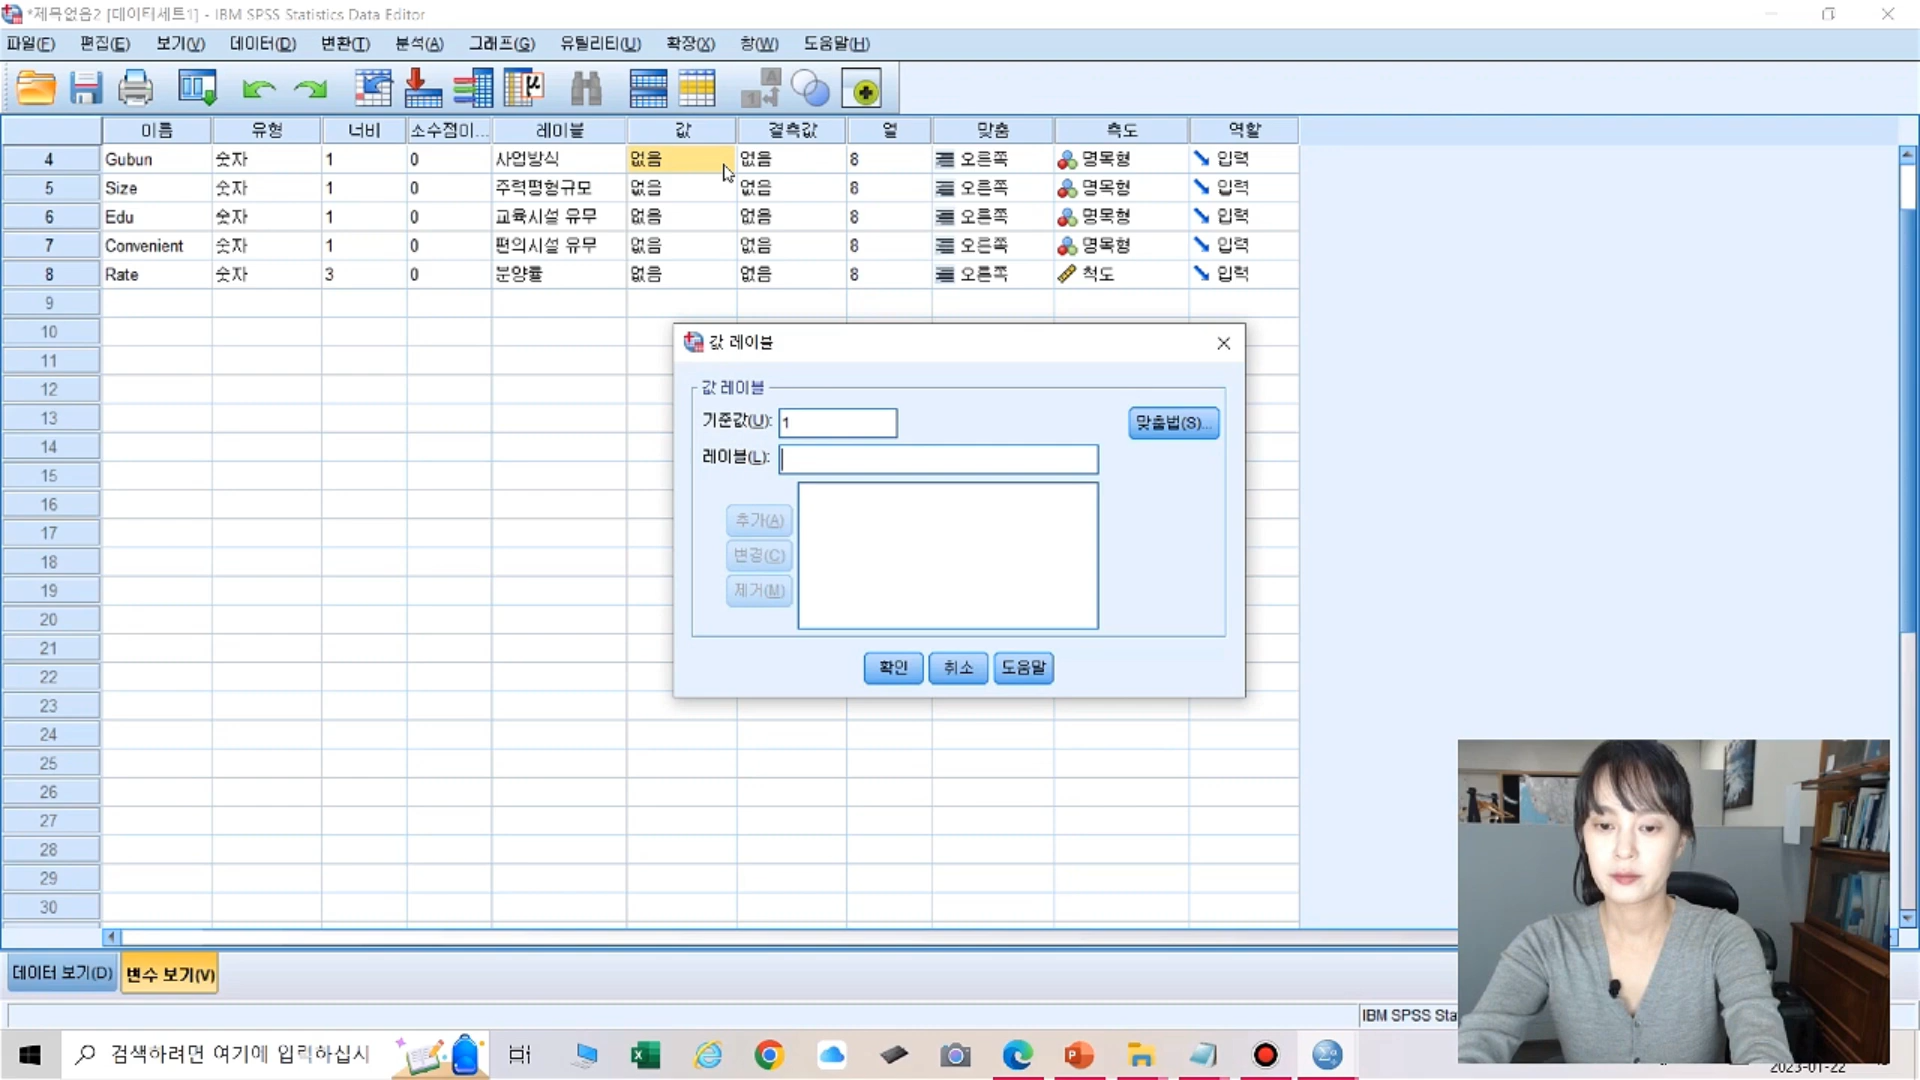 *제목없음2 [데이터세트1] - IBM SPSS Statistics Data Editor
파일(F) 편집(E) 보기(V) 데이터(D) 변환(T) 분석(A) 그래프(G) 유틸리티(U) 확장(X) 창(W) 도움말(H)
이름 유형 너비 소수점이... 레이블 값 결측값 열 맞춤 측도 역할
4 Gubun 숫자 1 0 사업방식 없음 없음 8 오른쪽 명목형 입력
5 Size 숫자 1 0 주력평형규모 없음 없음 8 오른쪽 명목형 입력
6 Edu 숫자 1 0 교육시설 유무 없음 없음 8 오른쪽 명목형 입력
7 Convenient 숫자 1 0 편의시설 유무 없음 없음 8 오른쪽 명목형 입력
8 Rate 숫자 3 0 분양률 없음 없음 8 오른쪽 척도 입력
9
10
11
12
13
14
15
16
17
18
19
20
21
22
23
24
25
26
27
28
29
30
값 레이블
값 레이블
기준값(U): 1
맞춤법(S)...
레이블(L):
추가(A)
변경(C)
제거(M)
확인 취소 도움말
데이터 보기(D) 변수 보기(V)
IBM SPSS Sta
검색하려면 여기에 입력하십시
2023-01-22